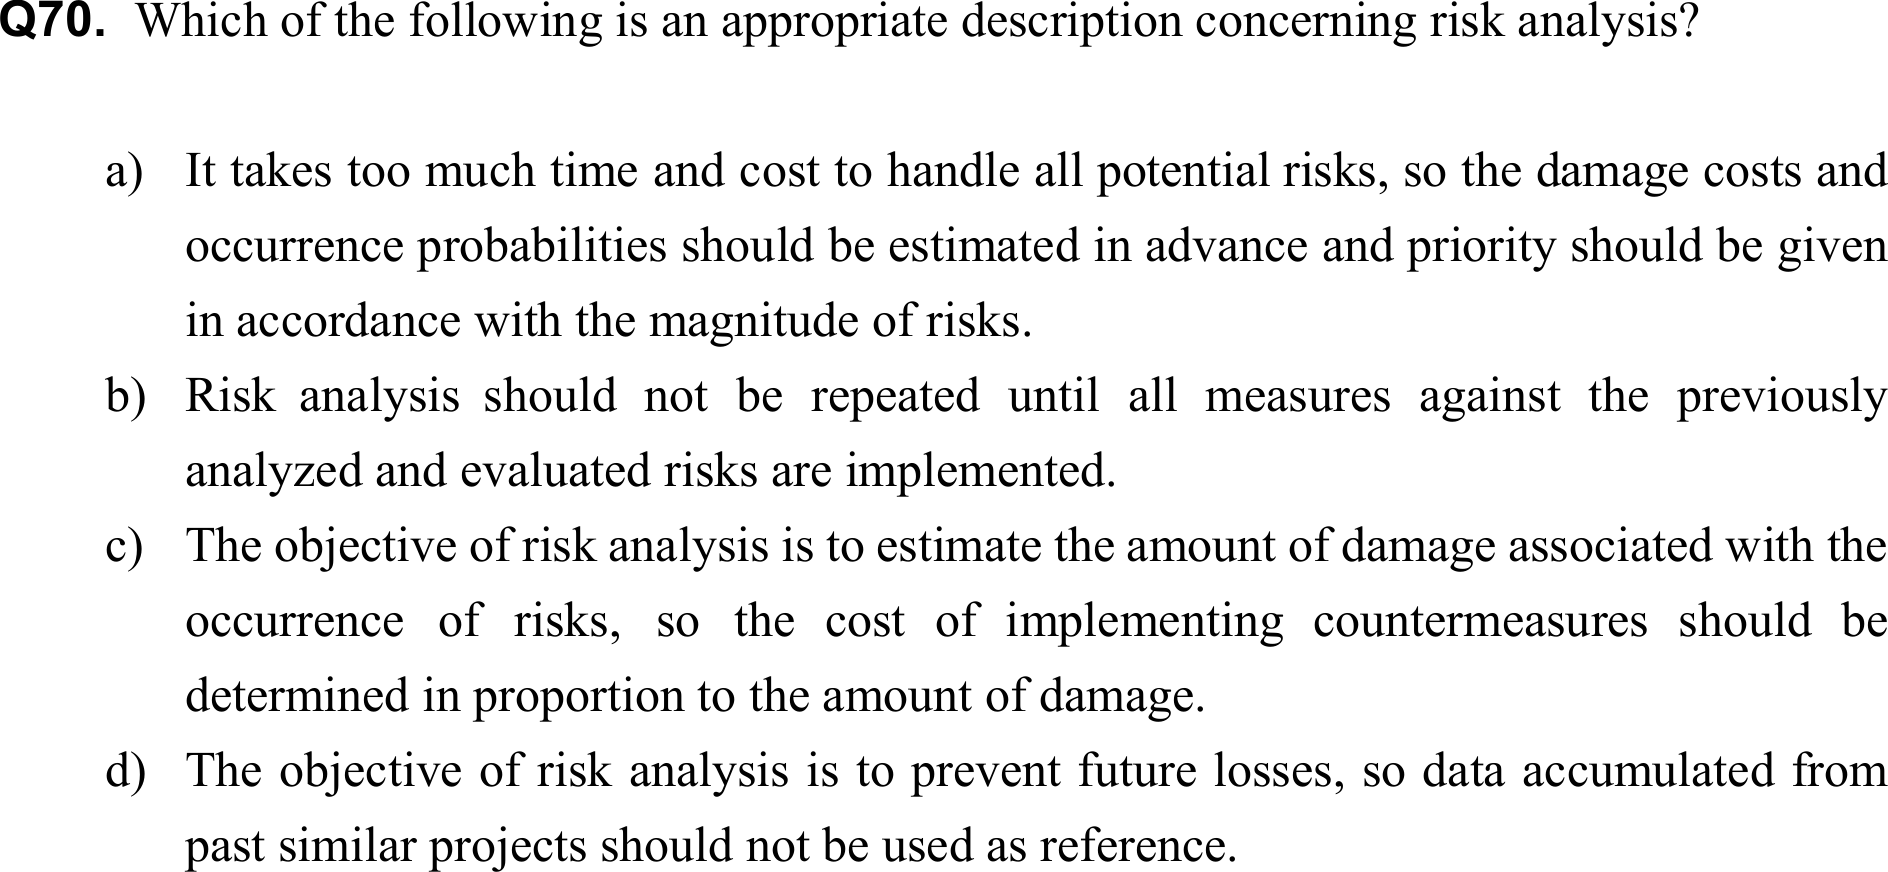 Q70. Which of the following is an appropriate description concerning risk analysis?
a) It takes too much time and cost to handle all potential risks, so the damage costs and
occurrence probabilities should be estimated in advance and priority should be given
in accordance with the magnitude of risks.
b) Risk analysis should not be repeated until all measures against the previously
analyzed and evaluated risks are implemented.
c) The objective of risk analysis is to estimate the amount of damage associated with the
occurrence of risks, so the cost of implementing countermeasures should be
determined in proportion to the amount of damage.
d) The objective of risk analysis is to prevent future losses, so data accumulated from
past similar projects should not be used as reference.